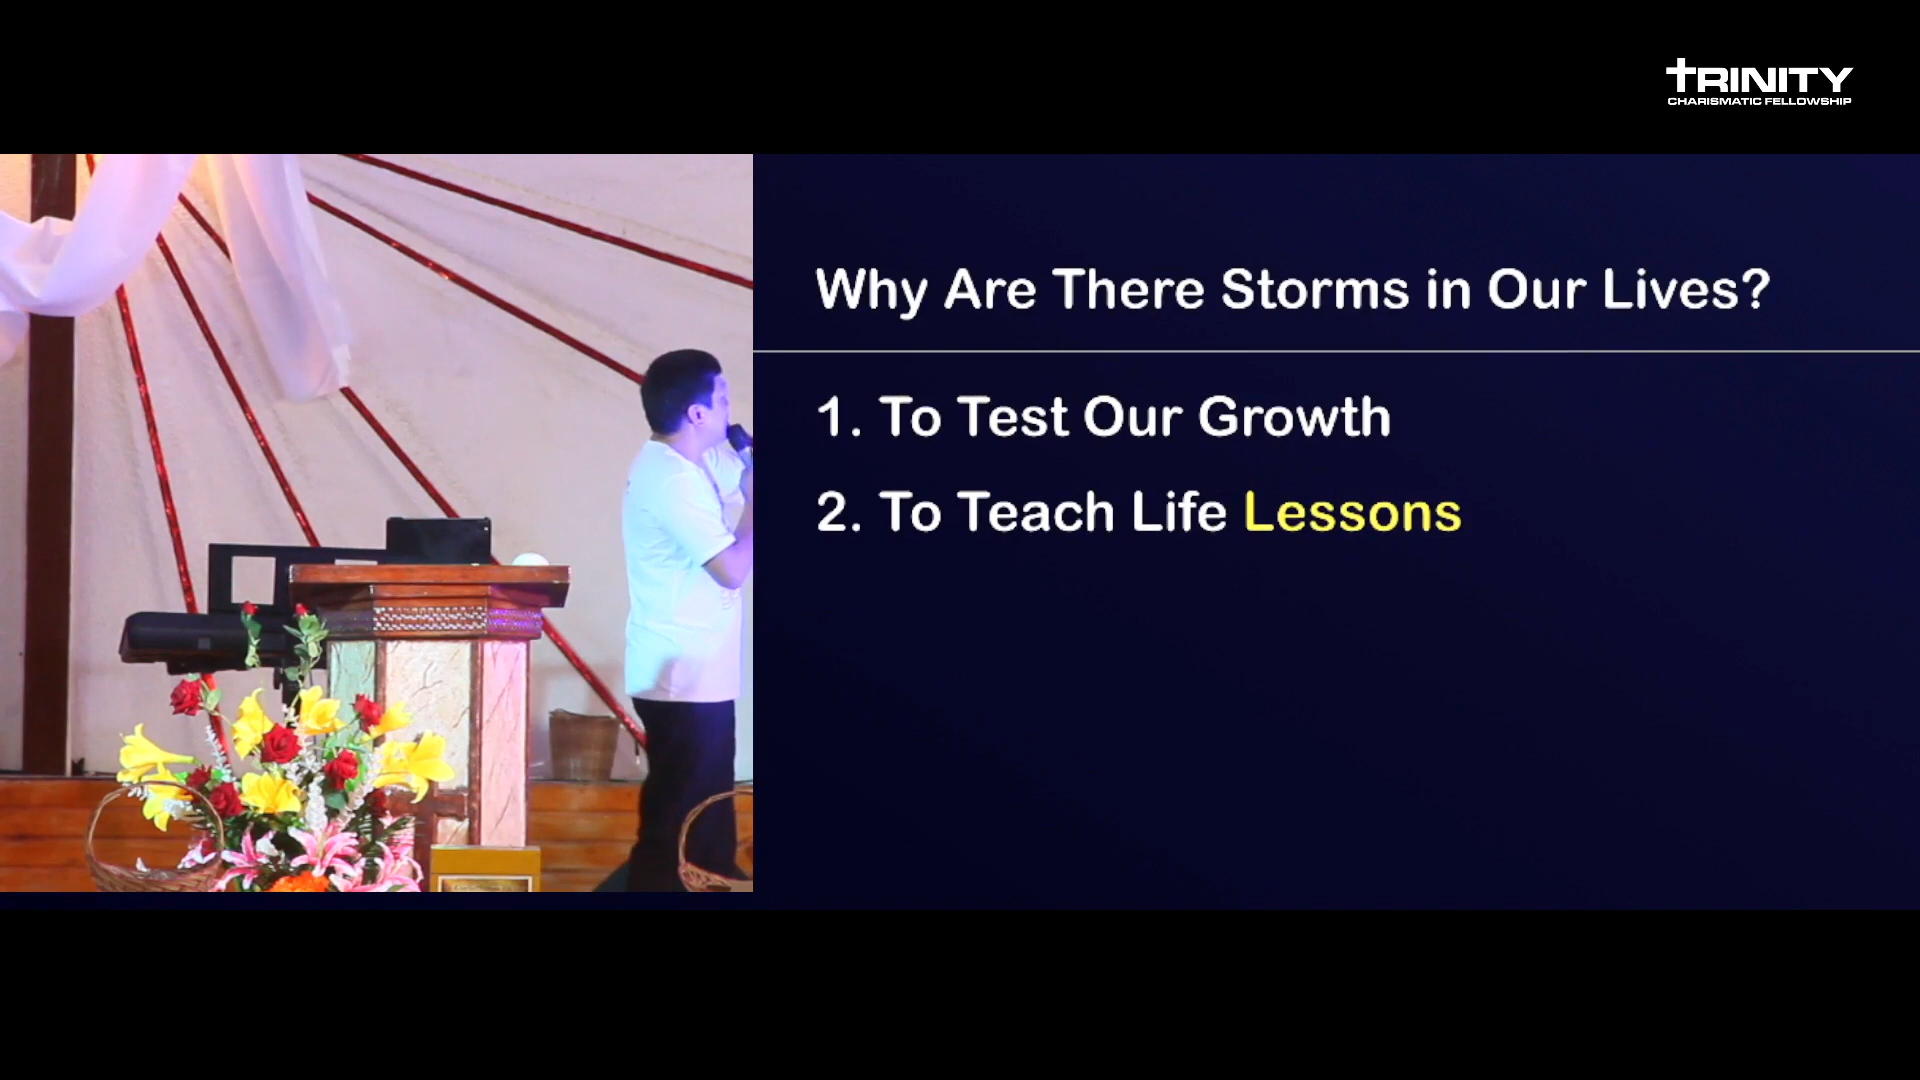 TRINITY
CHARISMATIC FELLOWSHIP
Why Are There Storms in Our Lives?
1. To Test Our Growth
2. To Teach Life Lessons